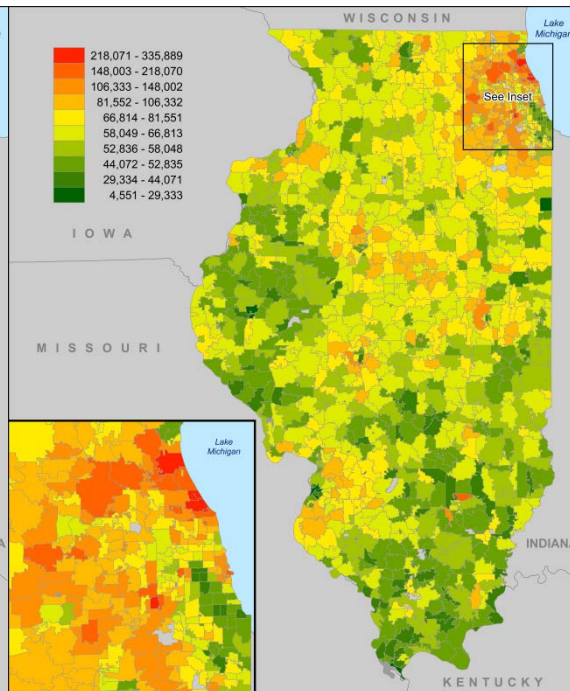 WISCONSIN
Lake
Michigan
218,071 - 335,889
148,003 - 218,070
106,333 - 148,002
81,552 - 106,332
66,814 - 81,551
58,049 - 66,813
52,836 - 58,048
44,072 - 52,835
29,334 - 44,071
4,551 - 29,333
See Inset
IOWA
MISSOURI
Lake
Michigan
INDIANA
KENTUCKY